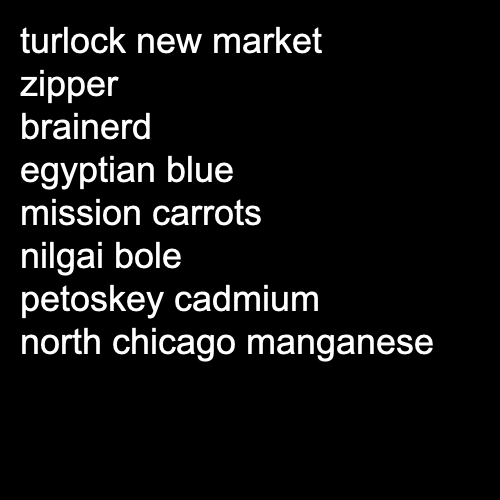 turlock new market
zipper
brainerd
egyptian blue
mission carrots
nilgai bole
petoskey cadmium
north chicago manganese